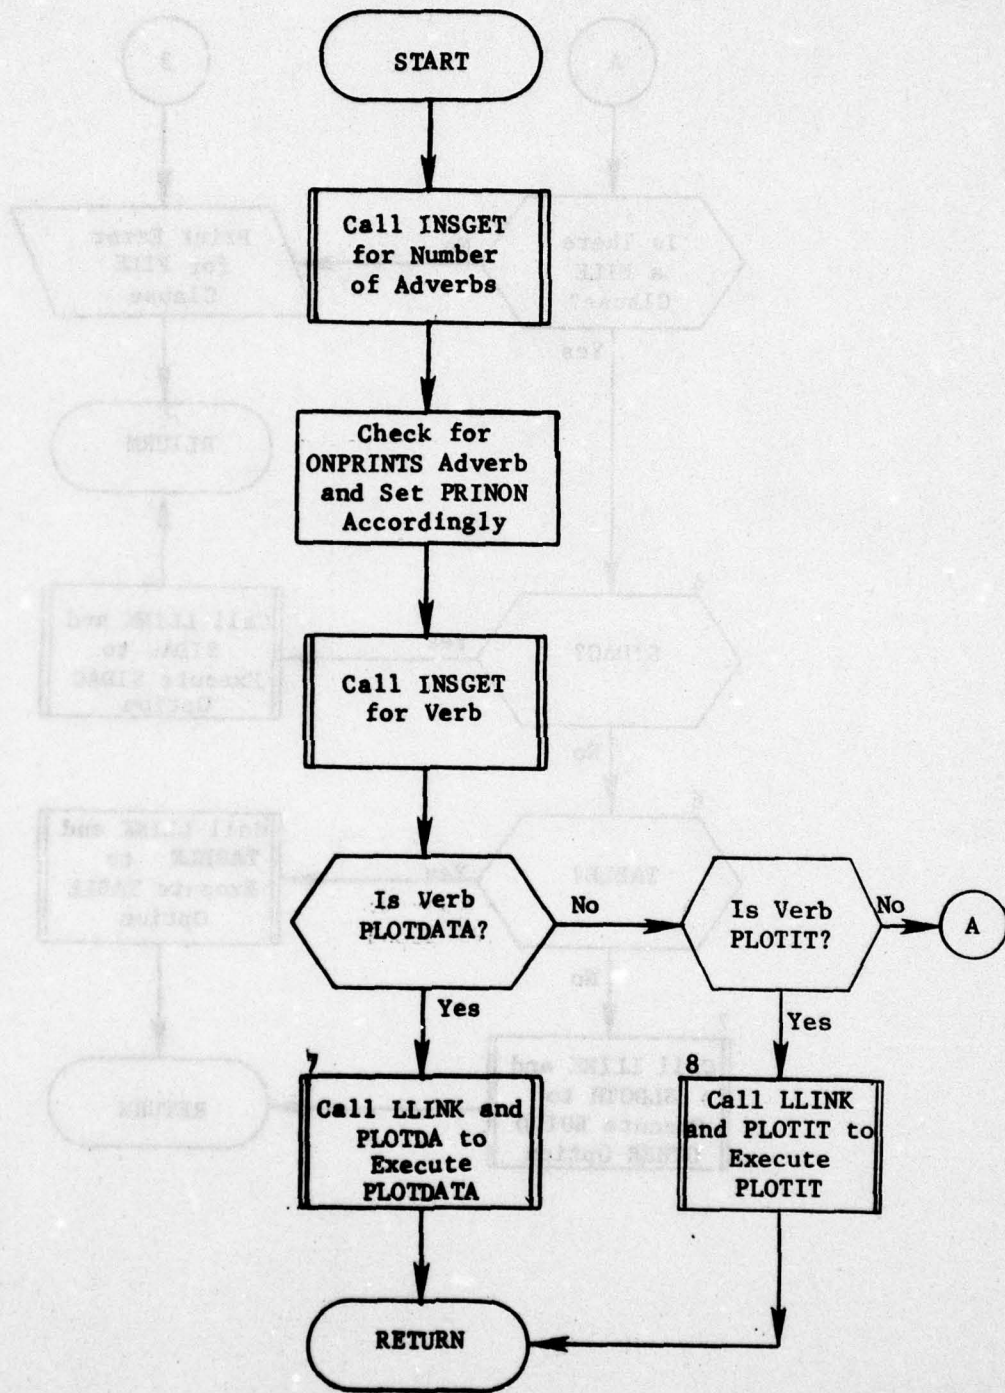 START
Call INSGET
for Number
of Adverbs
Check for
ONPRINTS Adverb
and Set PRINON
Accordingly
Call INSGET
for Verb
Is Verb
PLOTDATA?
No
Is Verb
PLOTIT?
No
A
Yes
Yes
7
Call LLINK and
PLOTDA to
Execute
PLOTDATA
8
Call LLINK
and PLOTIT to
Execute
PLOTIT
RETURN